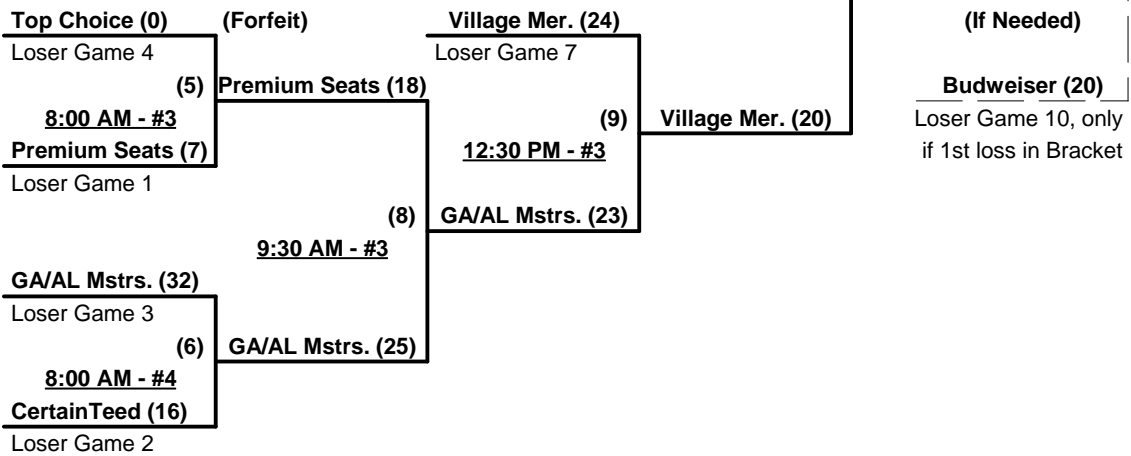 Top Choice (0) (Forfeit) Village Mer. (24) (If Needed)
Loser Game 4 Loser Game 7
(5) Premium Seats (18) Budweiser (20)
8:00 AM - #3 (9) Village Mer. (20) Loser Game 10, only
Premium Seats (7) 12:30 PM - #3 if 1st loss in Bracket
Loser Game 1
(8) GA/AL Mstrs. (23)
9:30 AM - #3
GA/AL Mstrs. (32)
Loser Game 3
(6) GA/AL Mstrs. (25)
8:00 AM - #4
CertainTeed (16)
Loser Game 2